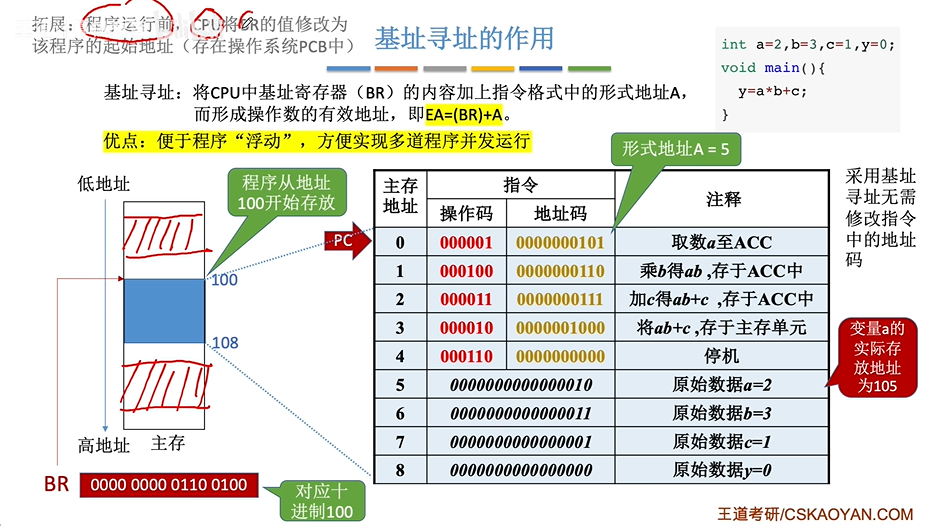 拓展：程序运行前，CPU将BR的值修改为
该程序的起始地址（存在操作系统PCB中）
基址寻址的作用
int a=2,b=3,c=1,y=0;
void main(){
y=a*b+c;
}
基址寻址：将CPU中基址寄存器（BR）的内容加上指令格式中的形式地址A，
而形成操作数的有效地址，即EA=(BR)+A。
优点：便于程序“浮动”，方便实现多道程序并发运行
形式地址A = 5
低地址
程序从地址
100开始存放
100
108
高地址
主存
BR
0000 0000 0110 0100
对应十
进制100
PC
主存地址 指令 注释
操作码 地址码
0 000001 0000000101 取数a至ACC
1 000100 0000000110 乘b得ab ,存于ACC中
2 000011 0000000111 加c得ab+c ,存于ACC中
3 000010 0000001000 将ab+c ,存于主存单元
4 000110 0000000000 停机
5 0000000000000010 原始数据a=2
6 0000000000000011 原始数据b=3
7 0000000000000001 原始数据c=1
8 0000000000000000 原始数据y=0
采用基址
寻址无需
修改指令
中的地址
码
变量a的
实际存
放地址
为105
王道考研/CSKAOYAN.COM